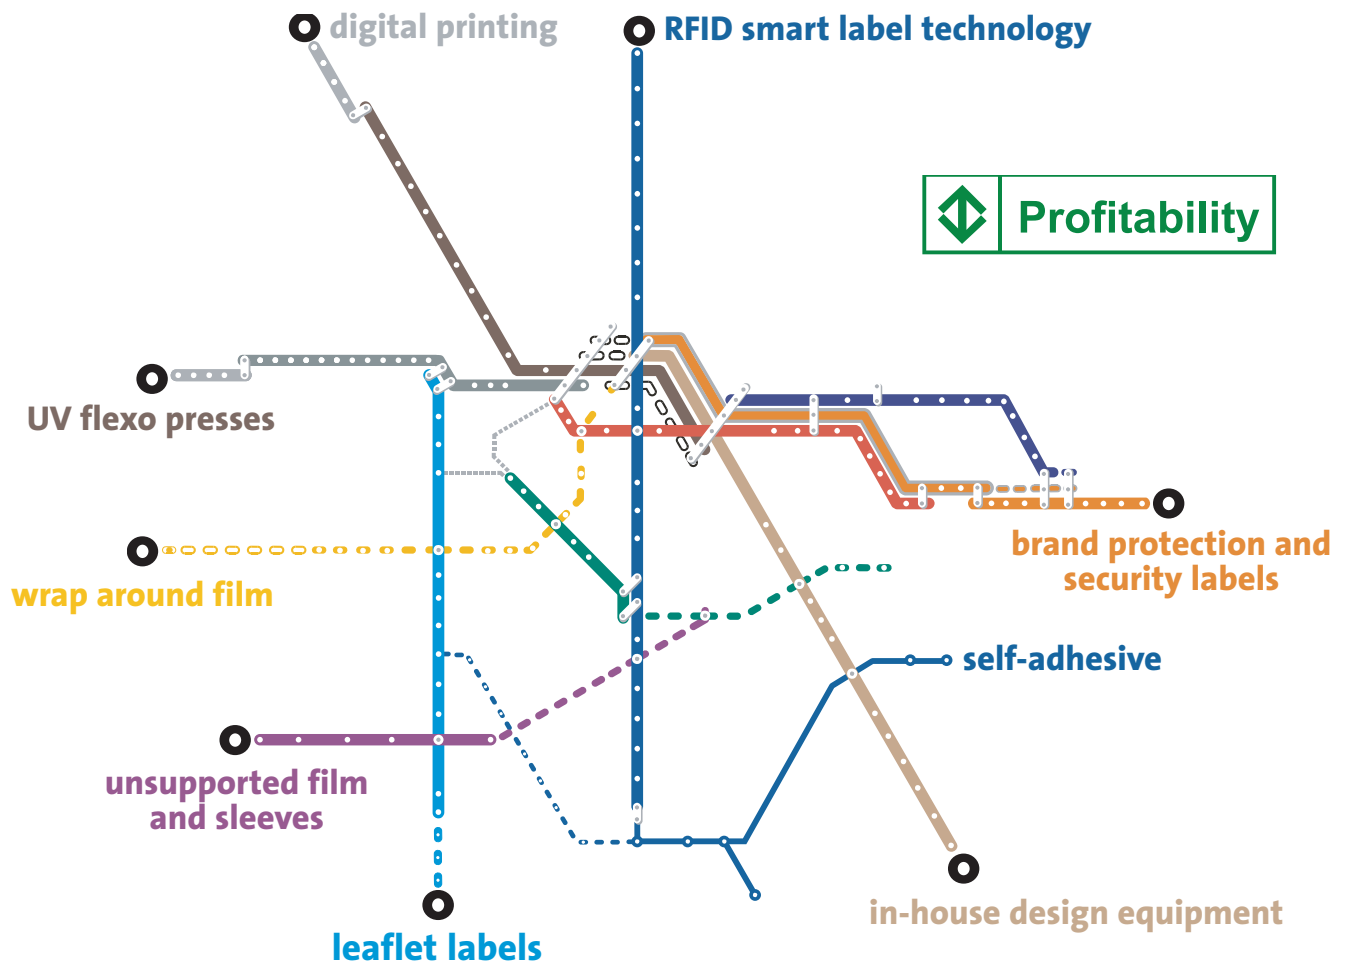 digital printing
RFID smart label technology
Profitability
UV flexo presses
brand protection and
security labels
wrap around film
self-adhesive
unsupported film
and sleeves
in-house design equipment
leaflet labels